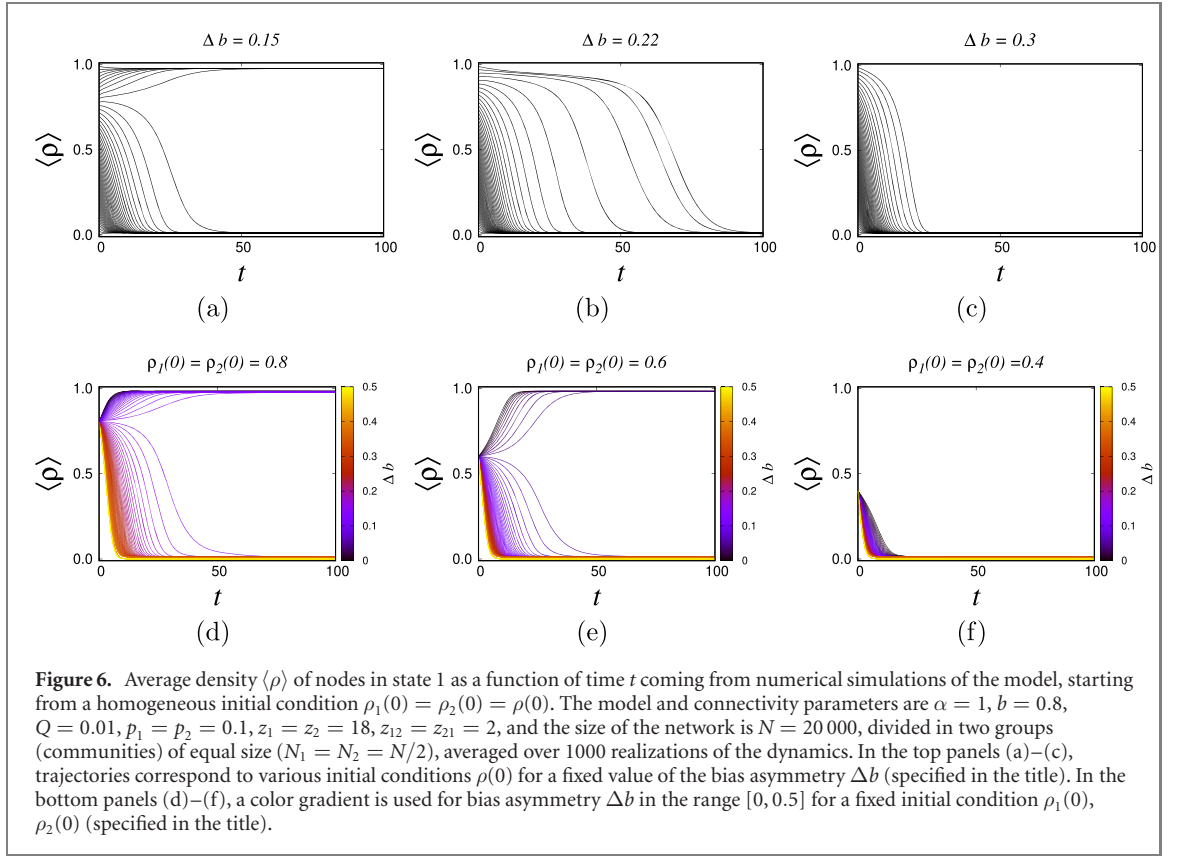 Δ b = 0.15
Δ b = 0.22
Δ b = 0.3
1.0
0.5
0.0
⟨ρ⟩
0
50
100
t
(a)
1.0
0.5
0.0
⟨ρ⟩
0
50
100
t
(b)
1.0
0.5
0.0
⟨ρ⟩
0
50
100
t
(c)
ρ1(0) = ρ2(0) = 0.8
ρ1(0) = ρ2(0) = 0.6
ρ1(0) = ρ2(0) =0.4
1.0
0.5
0.0
⟨ρ⟩
0
50
100
t
0.5
0.4
0.3
0.2
0.1
0
Δ b
(d)
1.0
0.5
0.0
⟨ρ⟩
0
50
100
t
0.5
0.4
0.3
0.2
0.1
0
Δ b
(e)
1.0
0.5
0.0
⟨ρ⟩
0
50
100
t
0.5
0.4
0.3
0.2
0.1
0
Δ b
(f)
Figure 6. Average density ⟨ρ⟩ of nodes in state 1 as a function of time t coming from numerical simulations of the model, starting
from a homogeneous initial condition ρ1(0) = ρ2(0) = ρ(0). The model and connectivity parameters are α = 1, b = 0.8,
Q = 0.01, p1 = p2 = 0.1, z1 = z2 = 18, z12 = z21 = 2, and the size of the network is N = 20 000, divided in two groups
(communities) of equal size (N1 = N2 = N/2), averaged over 1000 realizations of the dynamics. In the top panels (a)–(c),
trajectories correspond to various initial conditions ρ(0) for a fixed value of the bias asymmetry Δb (specified in the title). In the
bottom panels (d)–(f), a color gradient is used for bias asymmetry Δb in the range [0, 0.5] for a fixed initial condition ρ1(0),
ρ2(0) (specified in the title).